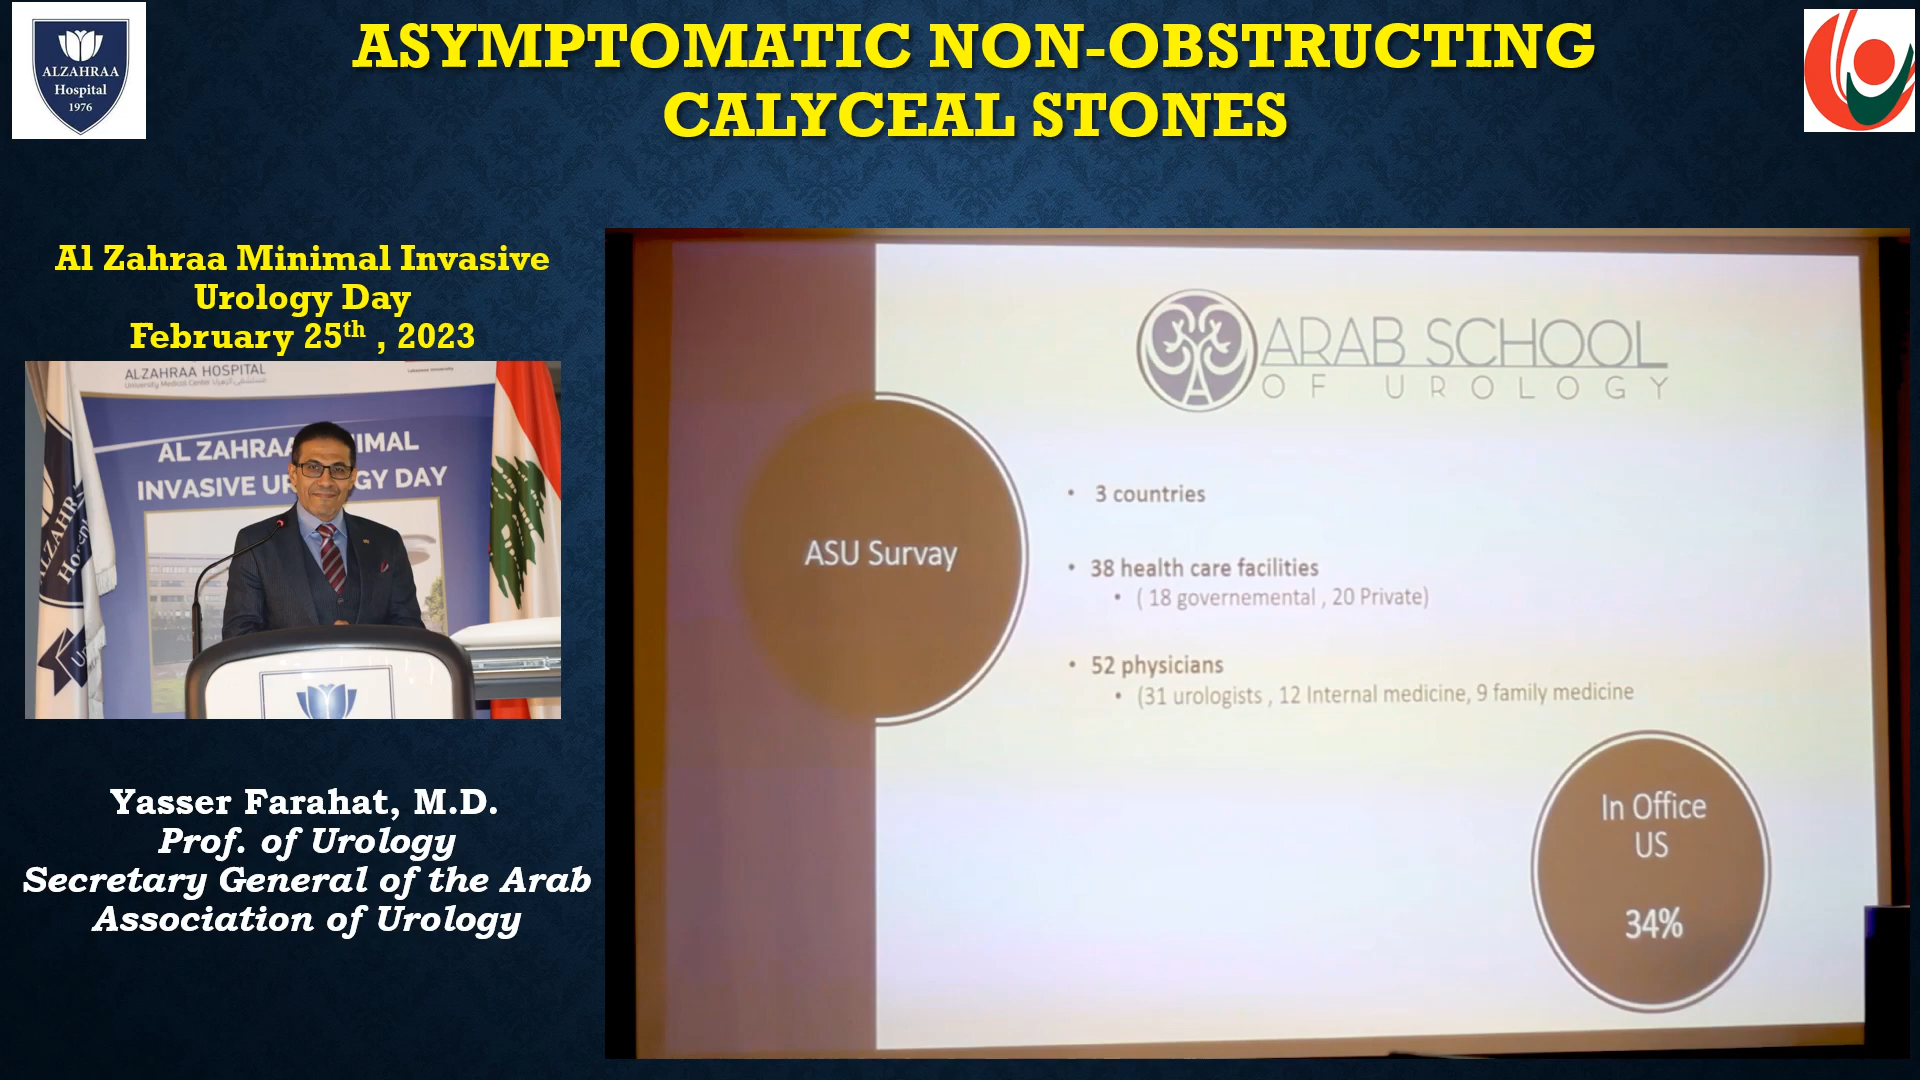 ALZAHRAA
Hospital
1976
ASYMPTOMATIC NON-OBSTRUCTING
CALYCEAL STONES
Al Zahraa Minimal Invasive
Urology Day
February 25th , 2023
ALZAHRAA HOSPITAL
University Medical Center
AL ZAHRAA
IMAL
INVASIVE UR
GY DAY
Yasser Farahat, M.D.
Prof. of Urology
Secretary General of the Arab
Association of Urology
ARAB SCHOOL
OF UROLOGY
ASU Survay
• 3 countries
• 38 health care facilities
• ( 18 governemental , 20 Private)
• 52 physicians
• (31 urologists , 12 Internal medicine, 9 family medicine
In Office
US
34%